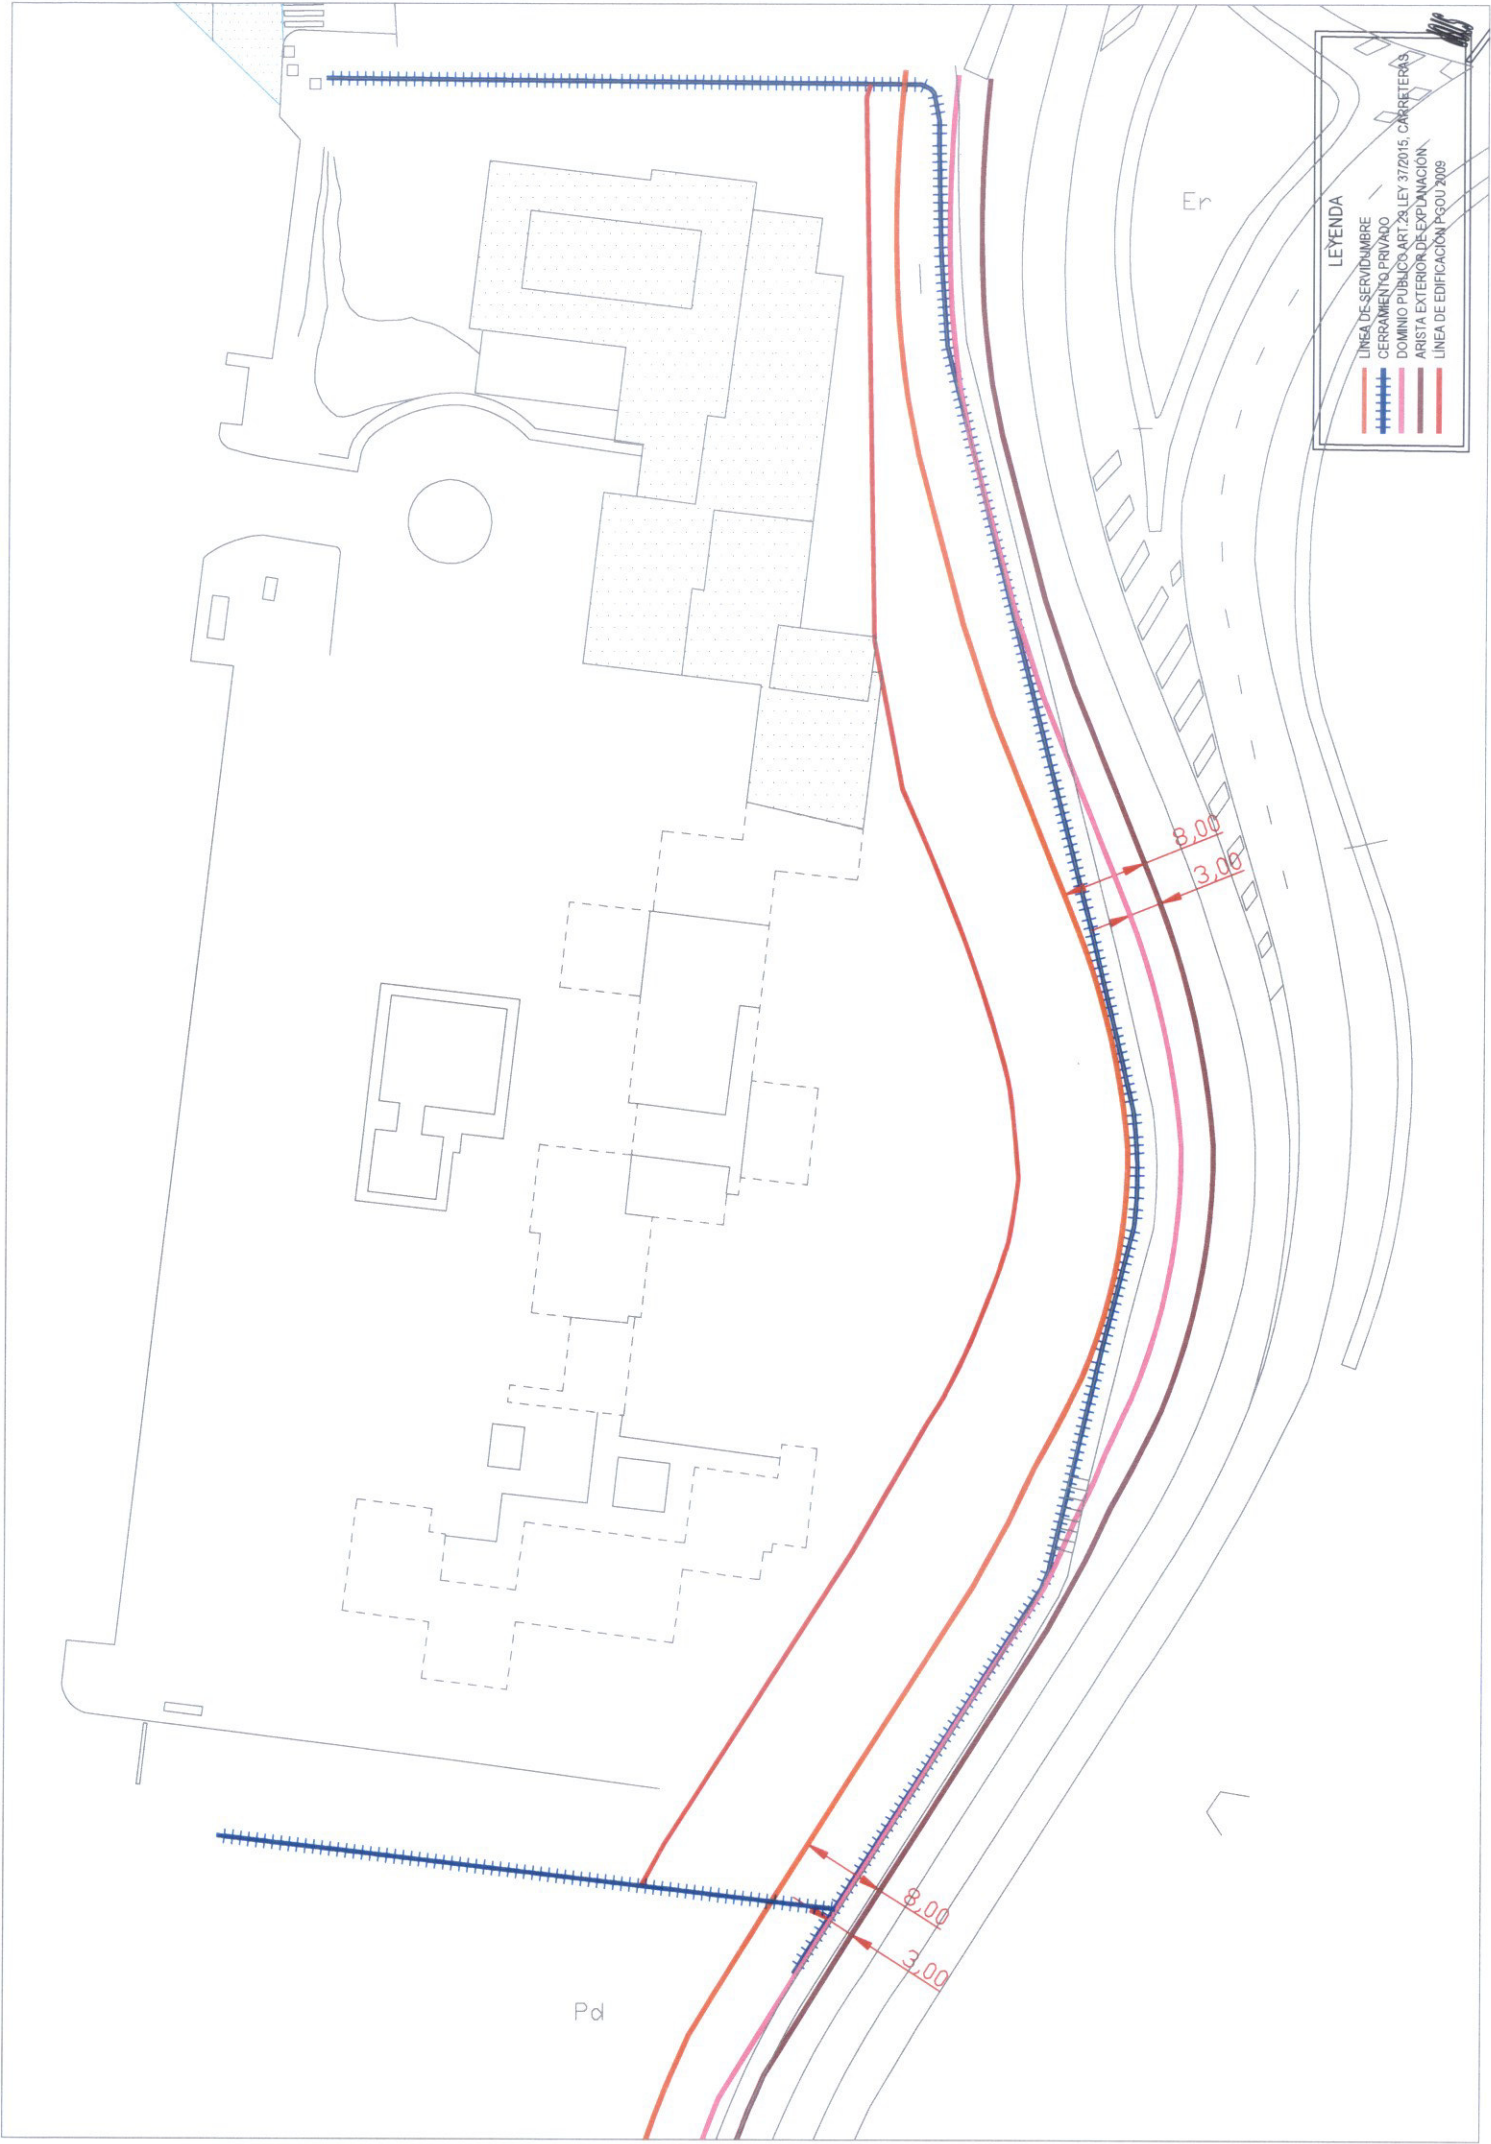 LEYENDA
LÍNEA DE SERVIDUMBRE
CERRAMIENTO PRIVADO
DOMINIO PÚBLICO ART.29 LEY 37/2015, CARRETERAS
ARISTA EXTERIOR DE EXPLANACIÓN
LÍNEA DE EDIFICACIÓN PGOU 2009
Er
8,00
3,00
8,00
3,00
Pd